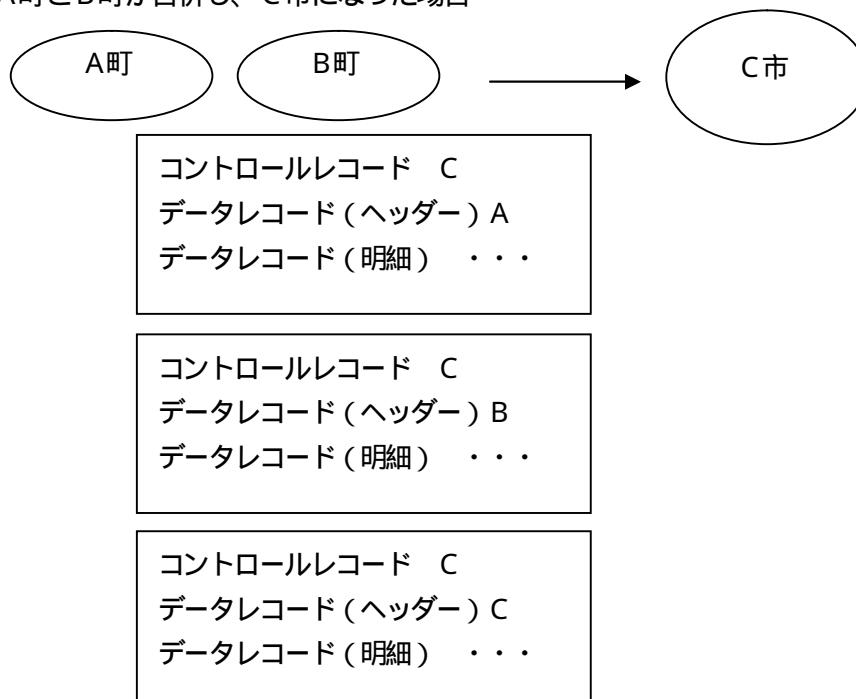 A町とB町が合併し、C市になった場合
A町 B町 C市
コントロールレコード　C
データレコード（ヘッダー）A
データレコード（明細）　・・・
コントロールレコード　C
データレコード（ヘッダー）B
データレコード（明細）　・・・
コントロールレコード　C
データレコード（ヘッダー）C
データレコード（明細）　・・・